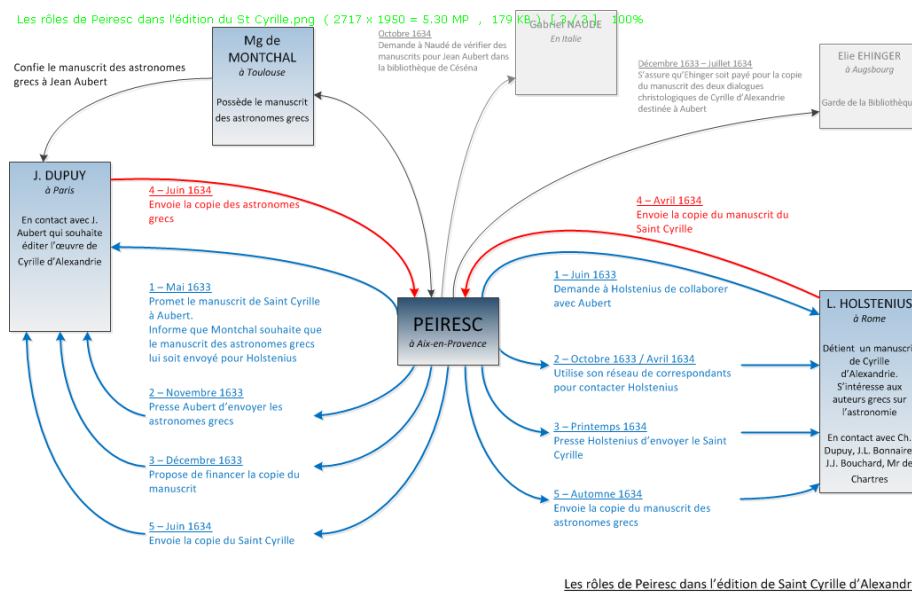 Les rôles de Peiresc dans l'édition du St Cyrille.png ( 2717 x 1950 = 5.30 MP , 179 KB ) [ 3 / 3 ] 100%
Mg de
MONTCHAL
à Toulouse
Possède le manuscrit
des astronomes grecs
Confie le manuscrit des astronomes
grecs à Jean Aubert
Octobre 1634
Demande à Naudé de vérifier des
manuscrits pour Jean Aubert dans
la bibliothèque de Céséna
Gabriel NAUDE
En Italie
Décembre 1633 – Juillet 1634
S'assure qu'Ehinger soit payé pour la copie
du manuscrit des deux dialogues
christologiques de Cyrille d'Alexandrie
destinée à Aubert
Elie EHINGER
à Augsbourg
Garde de la Bibliothèqu
J. DUPUY
à Paris
En contact avec J.
Aubert qui souhaite
éditer l'œuvre de
Cyrille d'Alexandrie
4 – Juin 1634
Envoie la copie des astronomes
grecs
1 – Mai 1633
Promet le manuscrit de Saint Cyrille
à Aubert.
Informe que Montchal souhaite que
le manuscrit des astronomes grecs
lui soit envoyé pour Holstenius
2 – Novembre 1633
Presse Aubert d'envoyer les
astronomes grecs
3 – Décembre 1633
Propose de financer la copie du
manuscrit
5 – Juin 1634
Envoie la copie du Saint Cyrille
PEIRESC
à Aix-en-Provence
4 – Avril 1634
Envoie la copie du manuscrit du
Saint Cyrille
1 – Juin 1633
Demande à Holstenius de collaborer
avec Aubert
2 – Octobre 1633 / Avril 1634
Utilise son réseau de correspondants
pour contacter Holstenius
3 – Printemps 1634
Presse Holstenius d'envoyer le Saint
Cyrille
5 – Automne 1634
Envoie la copie du manuscrit des
astronomes grecs
L. HOLSTENIUS
à Rome
Détient un manuscri
de Cyrille
d'Alexandrie.
S'intéresse aux
auteurs grecs sur
l'astronomie
En contact avec Ch.
Dupuy, J.L. Bonnaire
J.J. Bouchard, Mr de
Chartres
Les rôles de Peiresc dans l'édition de Saint Cyrille d'Alexandr